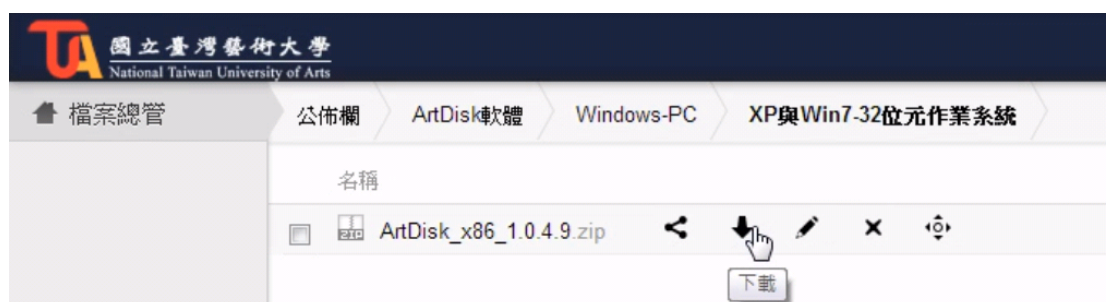 國立臺灣藝術大學
National Taiwan University of Arts
檔案總管
公佈欄 ArtDisk軟體 Windows-PC XP與Win7-32位元作業系統
名稱
ZIP ArtDisk_x86_1.0.4.9.zip
下載